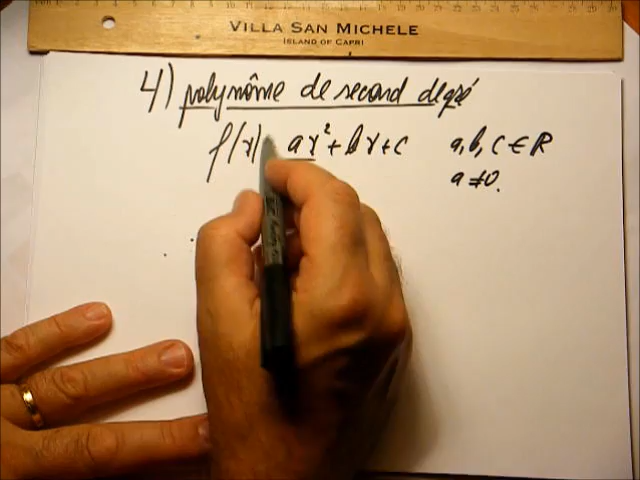 VILLA SAN MICHELE
ISLAND OF CAPRI
4) polynôme de second degré
f(x) = ax² + bx + c a, b, c ∈ R
a ≠ 0.